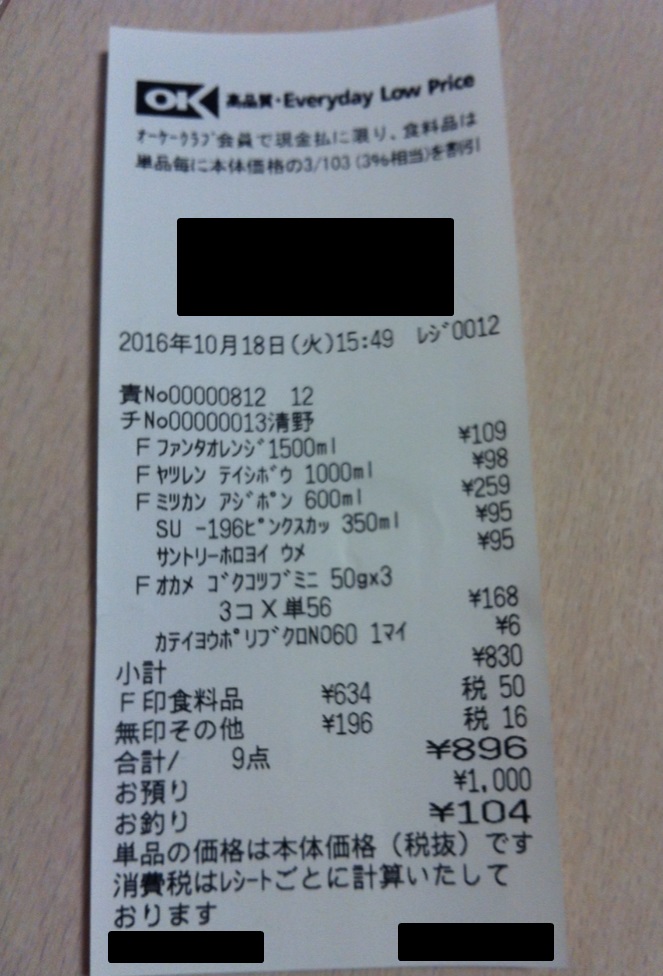 OK 高品質・Everyday Low Price
オーケークラブ会員で現金払に限り、食料品は
単品毎に本体価格の3/103(3%相当)を割引
2016年10月18日(火)15:49 レジ0012
責No00000812 12
チNo00000013清野
Fファンタオレンジ1500ml ¥109
Fヤツレン テイシボウ 1000ml ¥98
Fミツカン アジポン 600ml ¥259
SU -196ピンクスカッ 350ml ¥95
サントリーホロヨイ ウメ ¥95
Fオカメ ゴクコツブミニ 50gx3
3コX単56 ¥168
カテイヨウポリブクロNO60 1マイ ¥6
小計 ¥830
F印食料品 ¥634 税 50
無印その他 ¥196 税 16
合計/ 9点 ¥896
お預り ¥1,000
お釣り ¥104
単品の価格は本体価格(税抜)です
消費税はレシートごとに計算いたして
おります